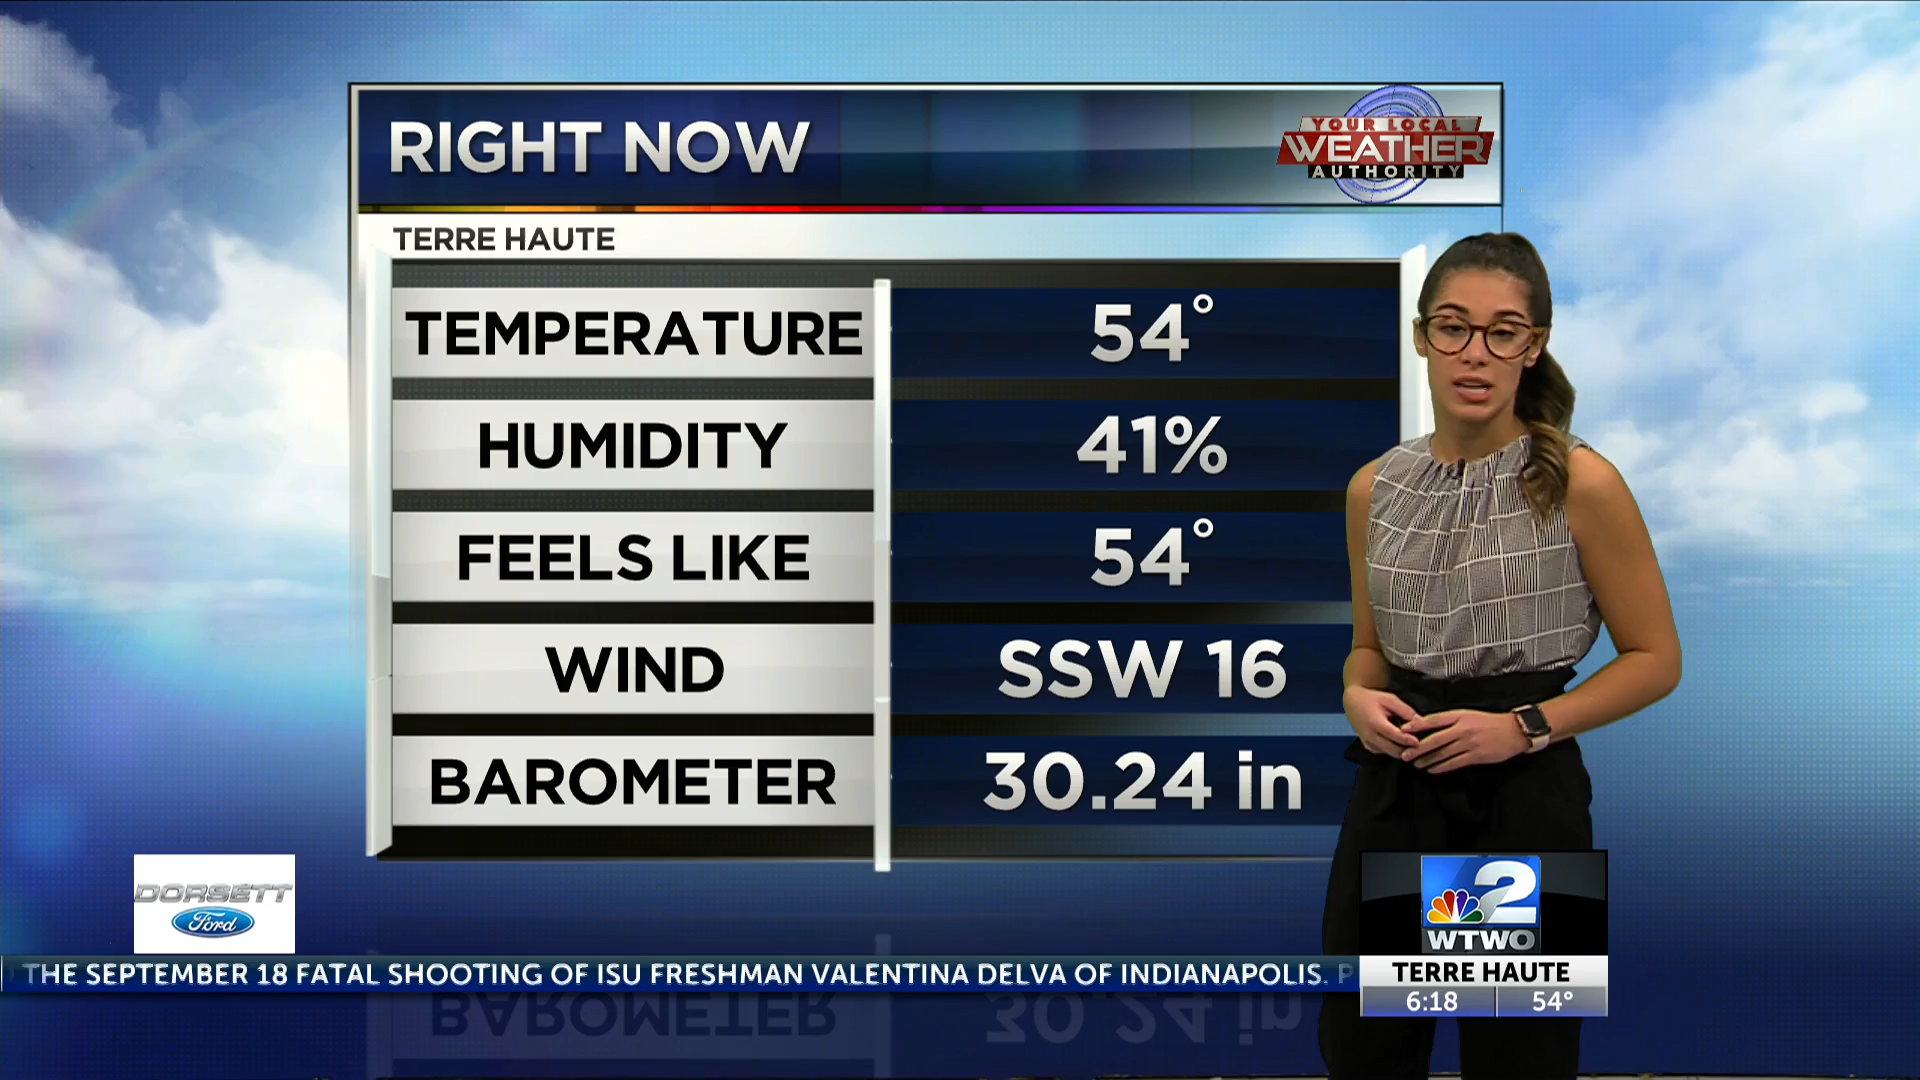 RIGHT NOW
YOUR LOCAL
WEATHER
AUTHORITY
TERRE HAUTE
TEMPERATURE 54°
HUMIDITY 41%
FEELS LIKE 54°
WIND SSW 16
BAROMETER 30.24 in
DORSETT
Ford
2
WTWO
THE SEPTEMBER 18 FATAL SHOOTING OF ISU FRESHMAN VALENTINA DELVA OF INDIANAPOLIS. P
TERRE HAUTE
6:18 54°